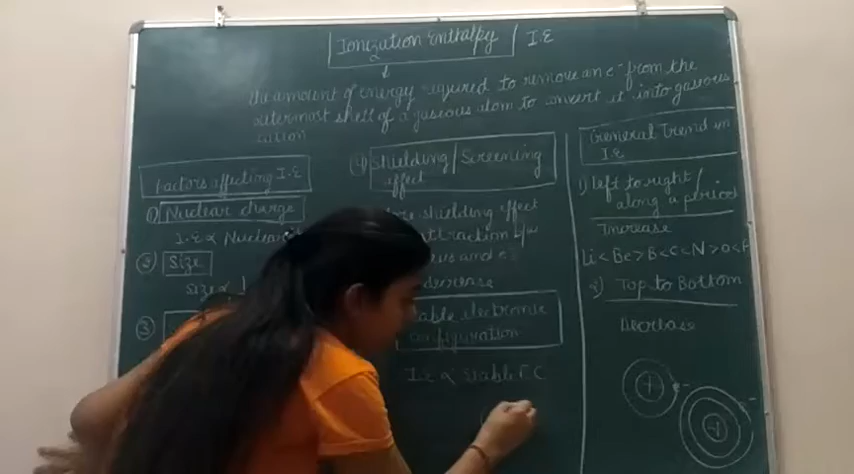 Ionization Enthalpy I.E
the amount of energy required to remove an e⁻ from the
outermost shell of a gaseous atom to convert it into gaseous
cation
Factors affecting I.E
① Nuclear charge
I.E ∝ Nuclear
② Size
Size ∝ 1
③
④ Shielding/Screening
effect
shielding effect
attraction b/w
and e⁻
decrease
stable electronic
configuration
I.E ∝ Stable E.C
General Trend in
I.E
1) left to right/
along a period
Increase
Li<Be>B<C<N>O<F
2) Top to Bottom
Decrease
+ e⁻
e⁻